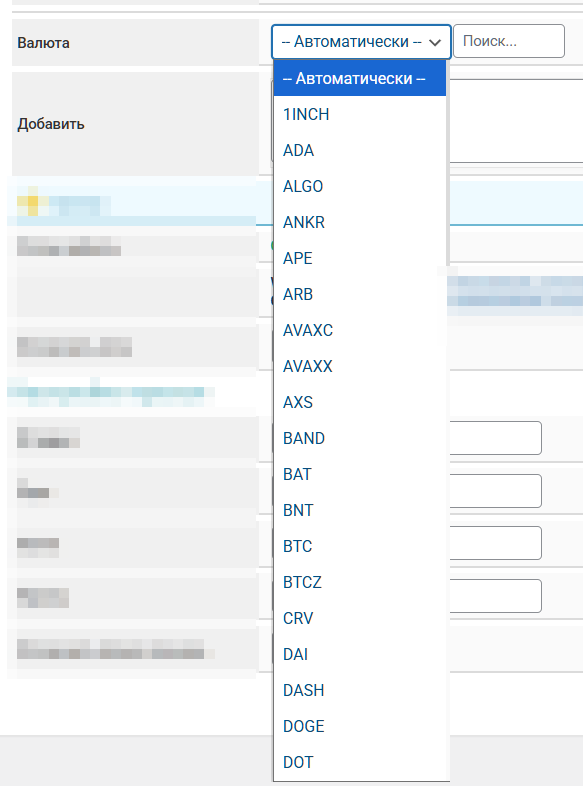 Валюта
-- Автоматически --
Поиск...
Добавить
-- Автоматически --
1INCH
ADA
ALGO
ANKR
APE
ARB
AVAXC
AVAXX
AXS
BAND
BAT
BNT
BTC
BTCZ
CRV
DAI
DASH
DOGE
DOT